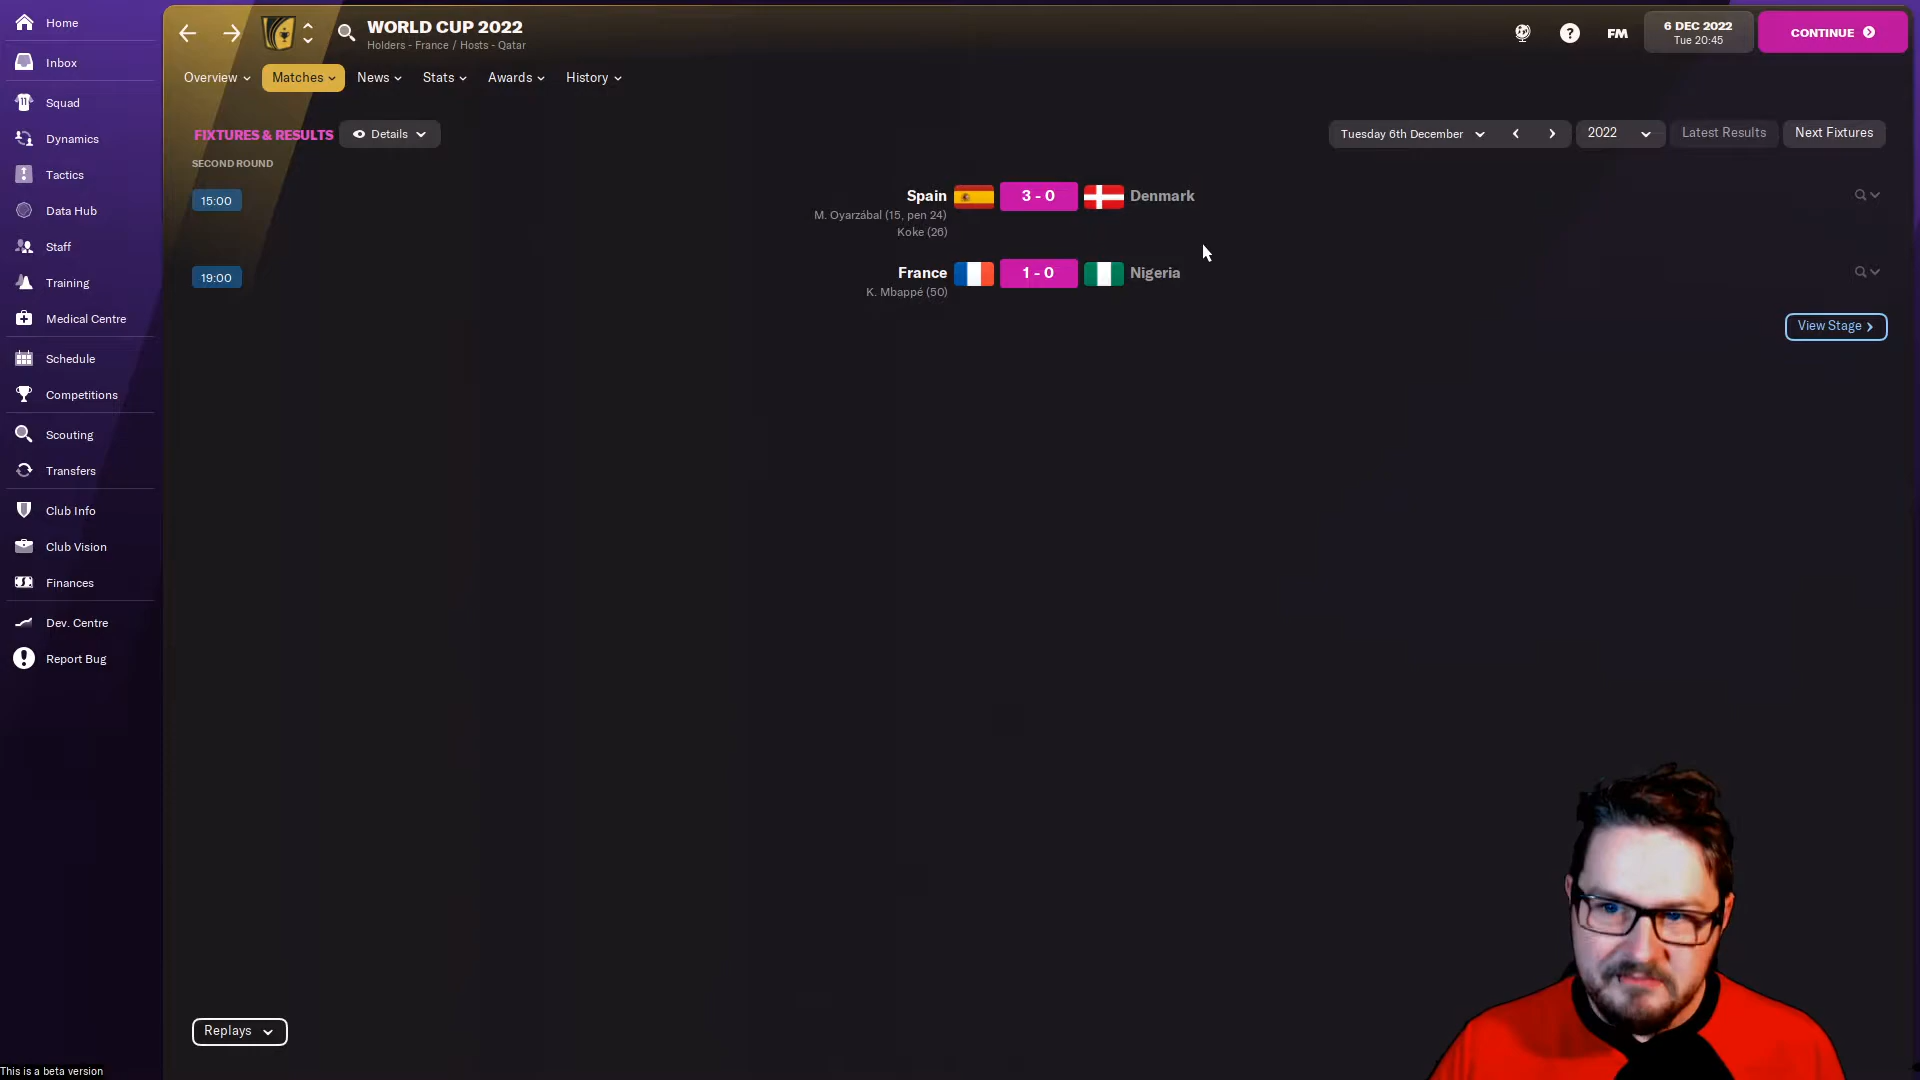 Home
Inbox
Squad
Dynamics
Tactics
Data Hub
Staff
Training
Medical Centre
Schedule
Competitions
Scouting
Transfers
Club Info
Club Vision
Finances
Dev. Centre
Report Bug
This is a beta version
WORLD CUP 2022
Holders - France / Hosts - Qatar
FM
6 DEC 2022
Tue 20:45
CONTINUE
Overview
Matches
News
Stats
Awards
History
FIXTURES & RESULTS
Details
Tuesday 6th December
2022
Latest Results
Next Fixtures
SECOND ROUND
15:00
Spain 3 - 0 Denmark
M. Oyarzábal (15, pen 24)
Koke (26)
19:00
France 1 - 0 Nigeria
K. Mbappé (50)
View Stage
Replays